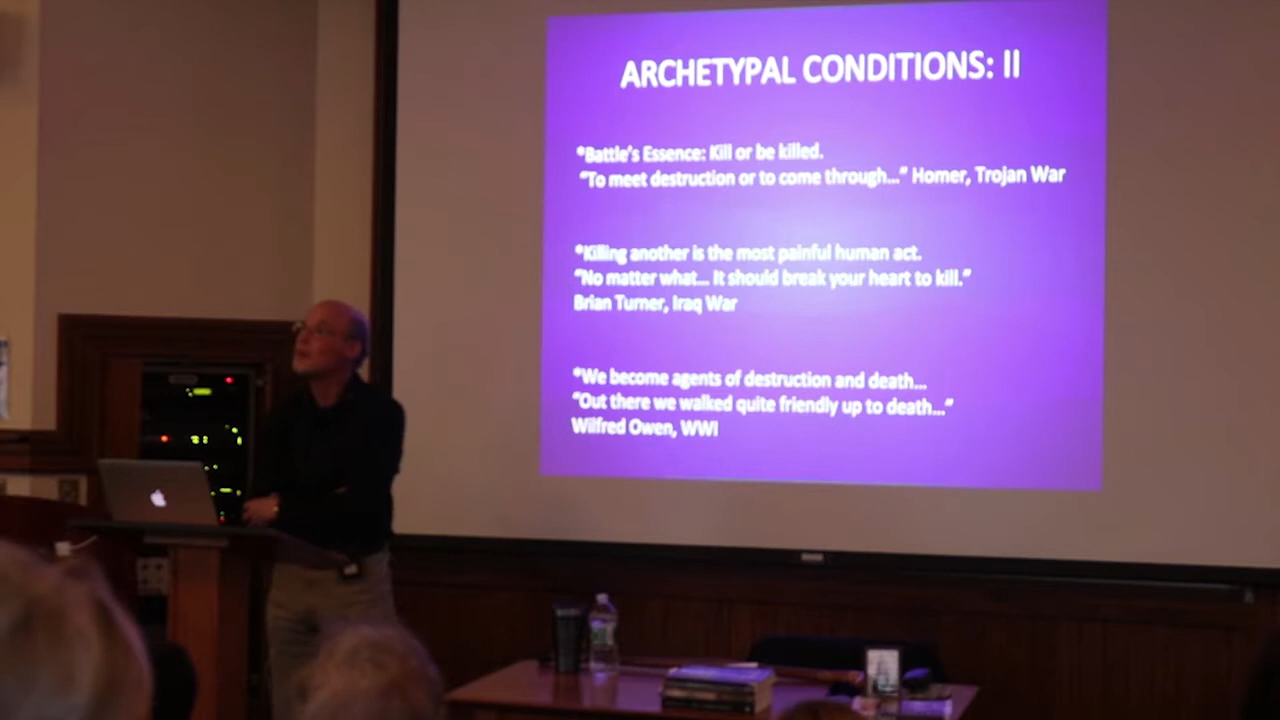 ARCHETYPAL CONDITIONS: II
*Battle's Essence: Kill or be killed.
"To meet destruction or to come through..." Homer, Trojan War
*Killing another is the most painful human act.
"No matter what... It should break your heart to kill."
Brian Turner, Iraq War
*We become agents of destruction and death...
"Out there we walked quite friendly up to death..."
Wilfred Owen, WWI